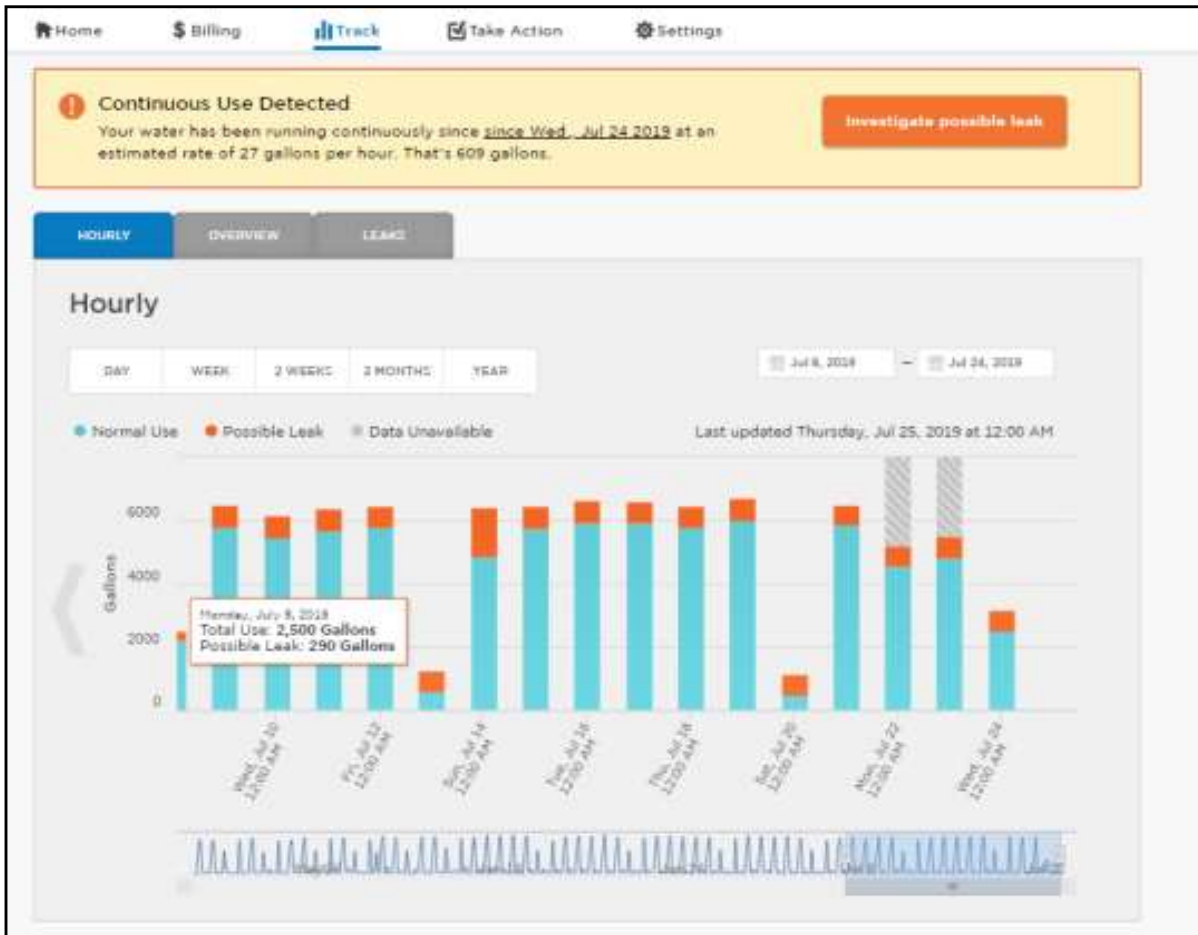 Home $ Billing Track Take Action Settings
Continuous Use Detected
Your water has been running continuously since since Wed., Jul 24 2019 at an
estimated rate of 27 gallons per hour. That's 609 gallons.
Investigate possible leak
HOURLY OVERVIEW LEAKS
Hourly
DAY WEEK 2 WEEKS 2 MONTHS YEAR
Jul 8, 2019 – Jul 24, 2019
Normal Use Possible Leak Data Unavailable
Last updated Thursday, Jul 25, 2019 at 12:00 AM
Gallons
6000
4000
2000
0
Monday, July 8, 2019
Total Use: 2,500 Gallons
Possible Leak: 290 Gallons
Wed, Jul 10
12:00 AM
Fri, Jul 12
12:00 AM
Sun, Jul 14
12:00 AM
Tue, Jul 16
12:00 AM
Thu, Jul 18
12:00 AM
Sat, Jul 20
12:00 AM
Mon, Jul 22
12:00 AM
Wed, Jul 24
12:00 AM